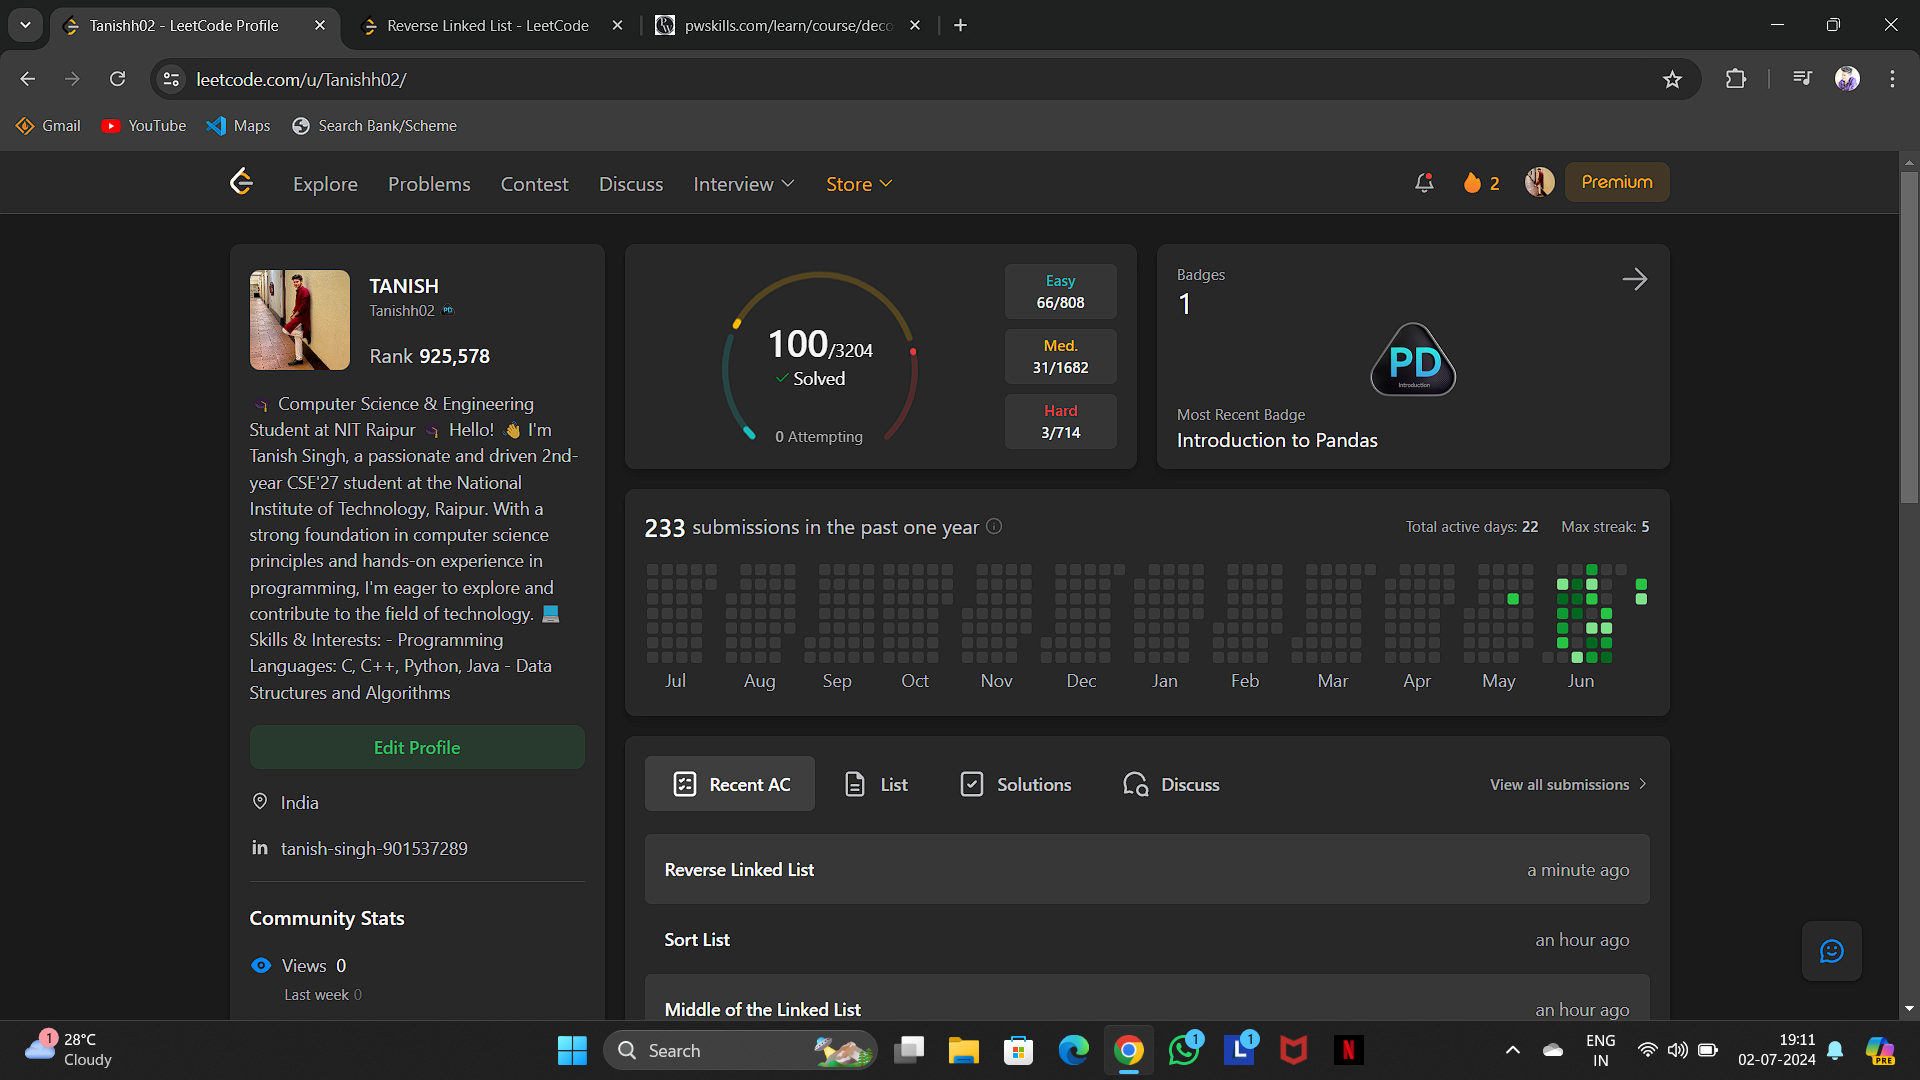 Tanishh02 - LeetCode Profile
Reverse Linked List - LeetCode
pwskills.com/learn/course/deco
leetcode.com/u/Tanishh02/
Gmail
YouTube
Maps
Search Bank/Scheme
Explore
Problems
Contest
Discuss
Interview
Store
2
Premium
TANISH
Tanishh02
Rank 925,578
Computer Science & Engineering
Student at NIT Raipur Hello! 👋 I'm
Tanish Singh, a passionate and driven 2nd-
year CSE'27 student at the National
Institute of Technology, Raipur. With a
strong foundation in computer science
principles and hands-on experience in
programming, I'm eager to explore and
contribute to the field of technology. 💻
Skills & Interests: - Programming
Languages: C, C++, Python, Java - Data
Structures and Algorithms
Edit Profile
India
in tanish-singh-901537289
Community Stats
Views 0
Last week 0
100/3204
Solved
0 Attempting
Easy
66/808
Med.
31/1682
Hard
3/714
Badges
1
PD
Introduction
Most Recent Badge
Introduction to Pandas
233 submissions in the past one year
Total active days: 22
Max streak: 5
Jul Aug Sep Oct Nov Dec Jan Feb Mar Apr May Jun
Recent AC
List
Solutions
Discuss
View all submissions
Reverse Linked List
a minute ago
Sort List
an hour ago
Middle of the Linked List
an hour ago
1
28°C
Cloudy
Search
1
L
1
N
ENG
IN
19:11
02-07-2024
PRE